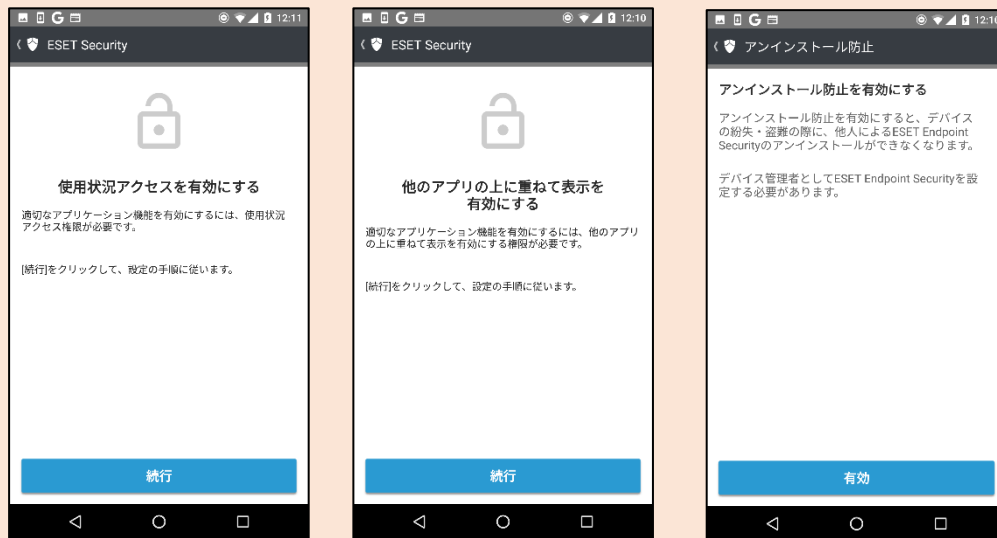 12:11
ESET Security
使用状況アクセスを有効にする
適切なアプリケーション機能を有効にするには、使用状況
アクセス権限が必要です。
[続行]をクリックして、設定の手順に従います。
続行
12:10
ESET Security
他のアプリの上に重ねて表示を
有効にする
適切なアプリケーション機能を有効にするには、他のアプリ
の上に重ねて表示を有効にする権限が必要です。
[続行]をクリックして、設定の手順に従います。
続行
アンインストール防止
アンインストール防止を有効にする
アンインストール防止を有効にすると、デバイス
の紛失・盗難の際に、他人によるESET Endpoint
Securityのアンインストールができなくなります。
デバイス管理者としてESET Endpoint Securityを設
定する必要があります。
有効